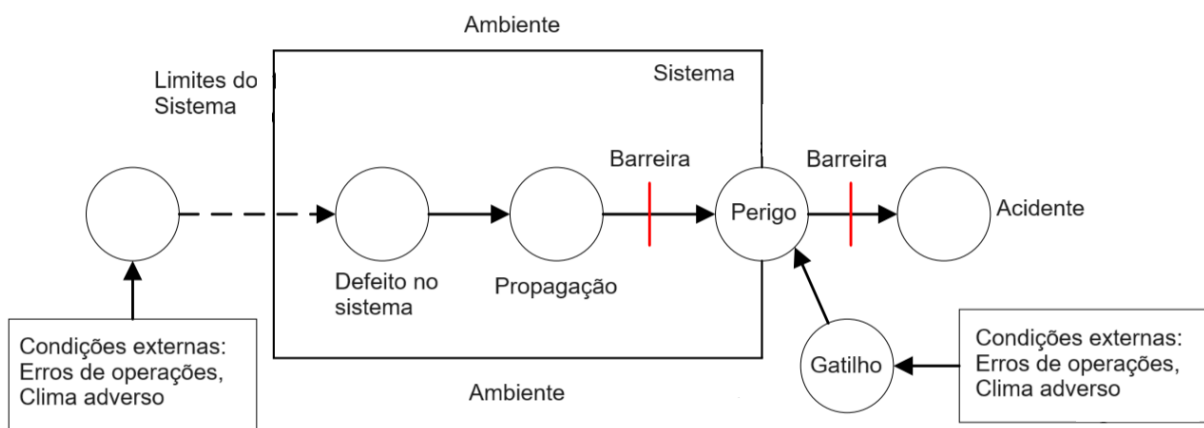 Ambiente
Limites do
Sistema
Sistema
Barreira
Barreira
Perigo
Acidente
Defeito no
sistema
Propagação
Condições externas:
Erros de operações,
Clima adverso
Gatilho
Condições externas:
Erros de operações,
Clima adverso
Ambiente